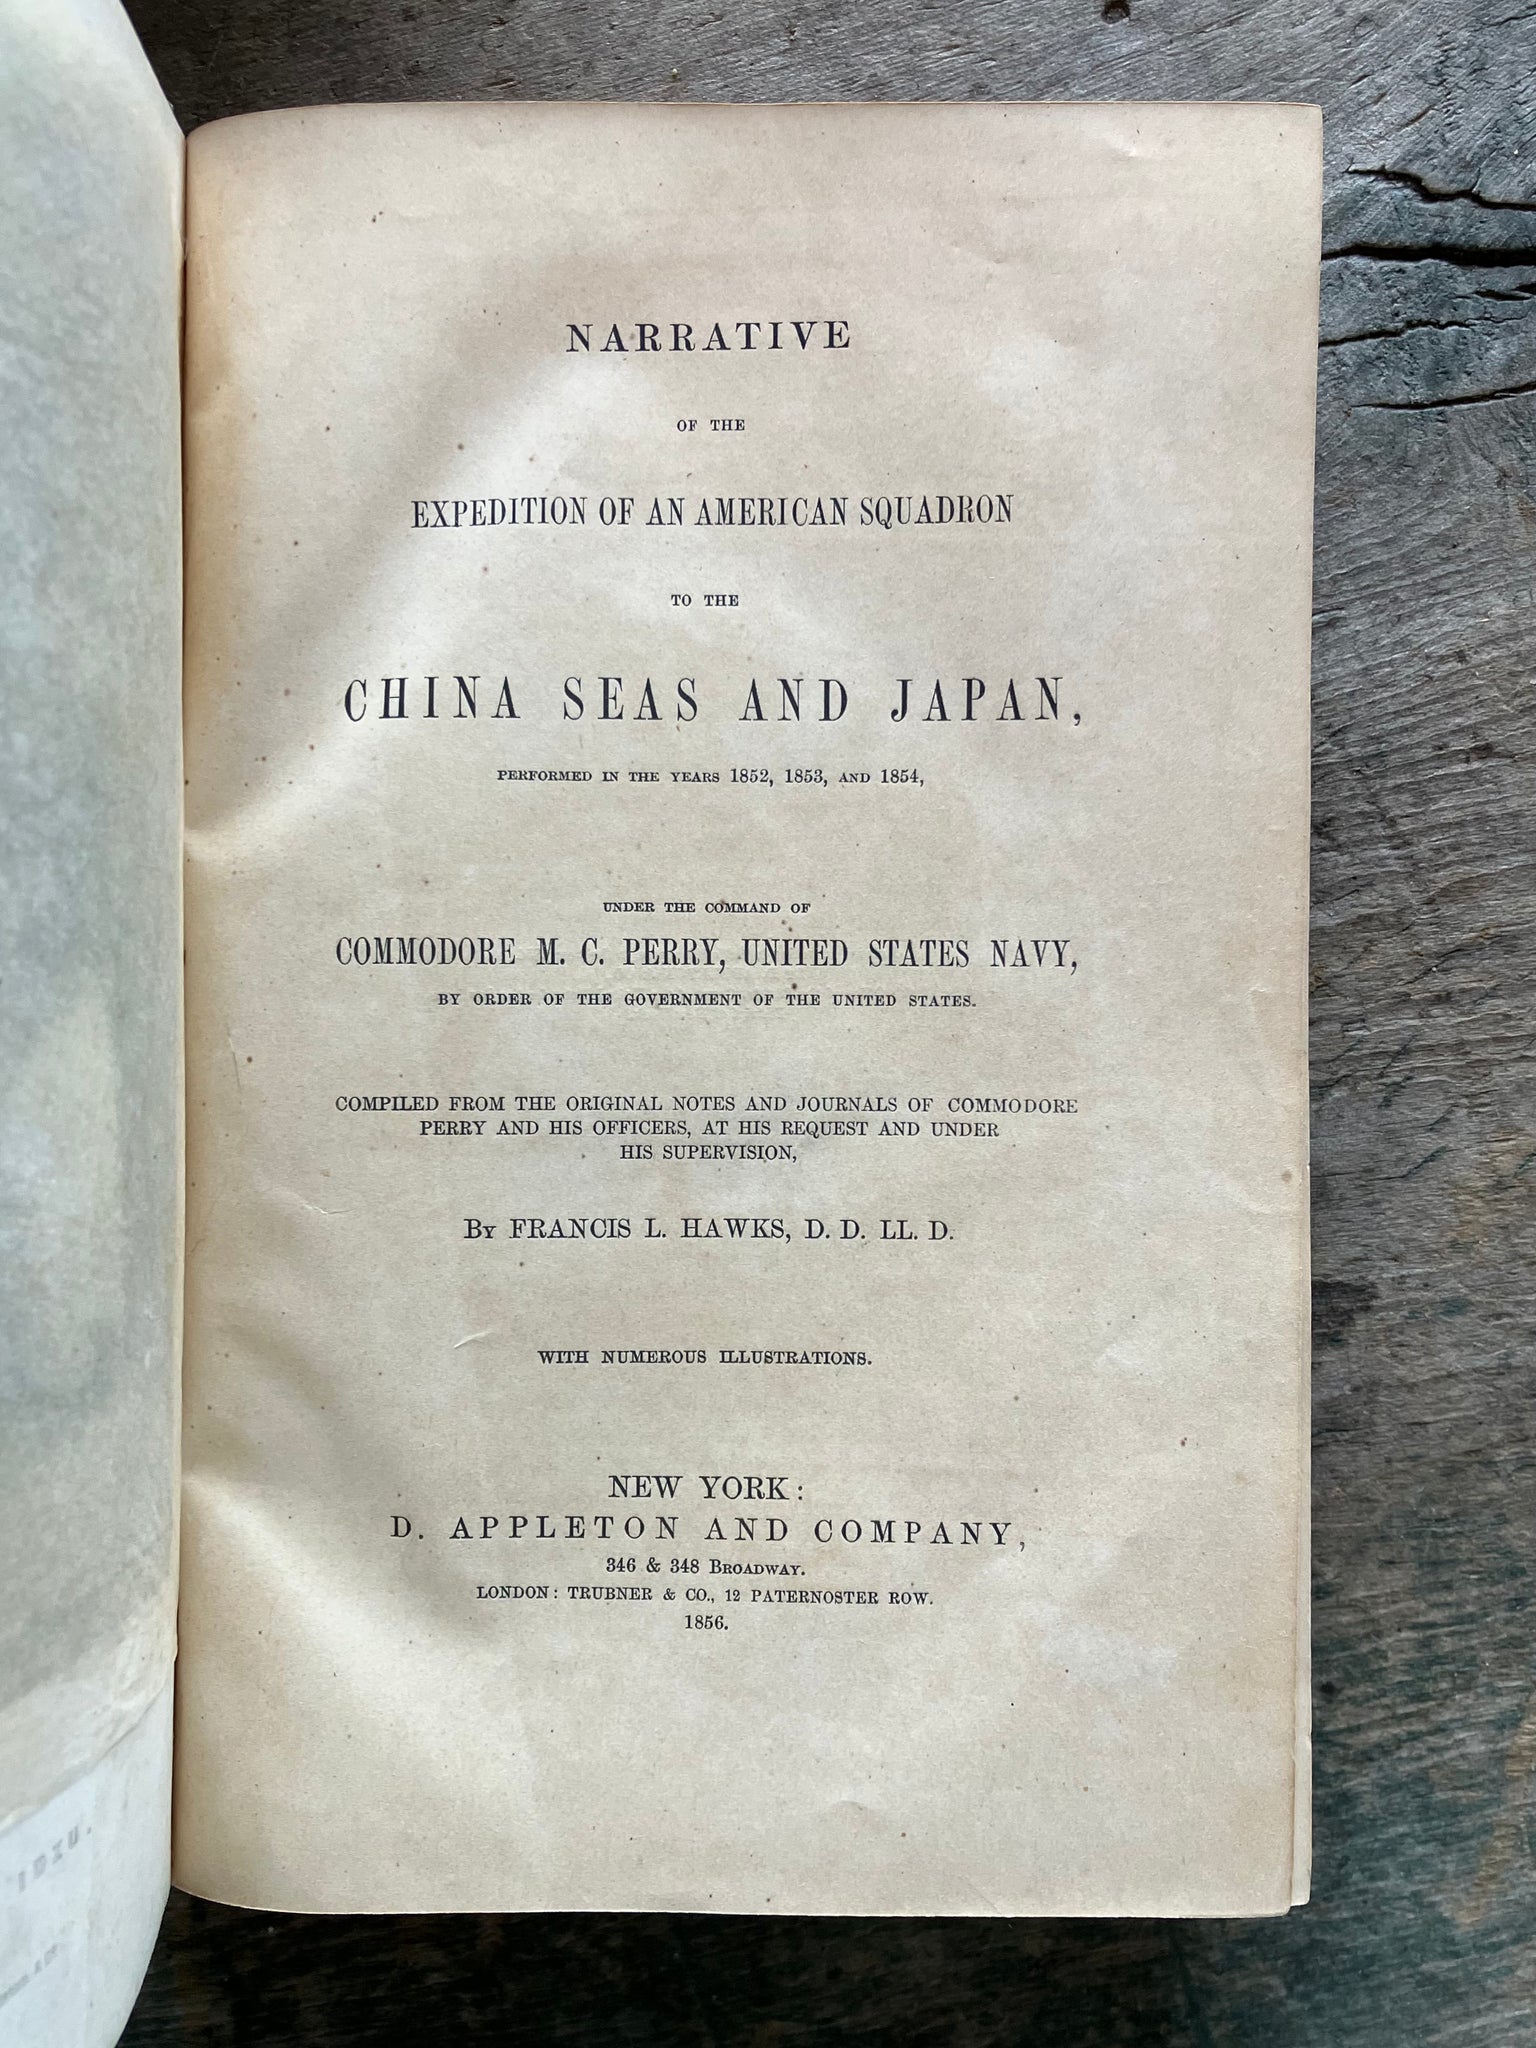 NARRATIVE
OF THE
EXPEDITION OF AN AMERICAN SQUADRON
TO THE
CHINA SEAS AND JAPAN,
PERFORMED IN THE YEARS 1852, 1853, AND 1854,
UNDER THE COMMAND OF
COMMODORE M. C. PERRY, UNITED STATES NAVY,
BY ORDER OF THE GOVERNMENT OF THE UNITED STATES.
COMPILED FROM THE ORIGINAL NOTES AND JOURNALS OF COMMODORE
PERRY AND HIS OFFICERS, AT HIS REQUEST AND UNDER
HIS SUPERVISION,
BY FRANCIS L. HAWKS, D. D. LL. D.
WITH NUMEROUS ILLUSTRATIONS.
NEW YORK:
D. APPLETON AND COMPANY,
346 & 348 BROADWAY.
LONDON: TRUBNER & CO., 12 PATERNOSTER ROW.
1856.